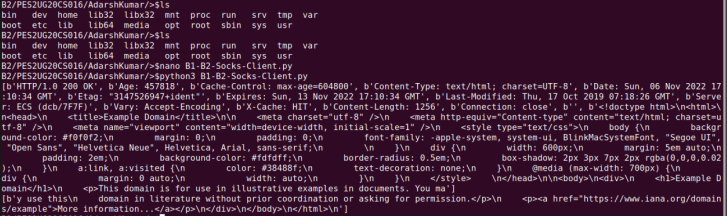 B2/PES2UG20CS016/AdarshKumar/>$ls
bin   dev   home   lib32   libx32   mnt   proc   run   srv   tmp   var
boot   etc   lib   lib64   media   opt   root   sbin   sys   usr
B2/PES2UG20CS016/AdarshKumar/>$ls
bin   dev   home   lib32   libx32   mnt   proc   run   srv   tmp   var
boot   etc   lib   lib64   media   opt   root   sbin   sys   usr
B2/PES2UG20CS016/AdarshKumar/>$nano B1-B2-Socks-Client.py
B2/PES2UG20CS016/AdarshKumar/>$python3 B1-B2-Socks-Client.py
[b'HTTP/1.0 200 OK', b'Age: 457818', b'Cache-Control: max-age=604800', b'Content-Type: text/html; charset=UTF-8', b'Date: Sun, 06 Nov 2022 17
:10:34 GMT', b'Etag: "3147526947+ident"', b'Expires: Sun, 13 Nov 2022 17:10:34 GMT', b'Last-Modified: Thu, 17 Oct 2019 07:18:26 GMT', b'Serve
r: ECS (dcb/7F7F)', b'Vary: Accept-Encoding', b'X-Cache: HIT', b'Content-Length: 1256', b'Connection: close', b'', b'<!doctype html>\n<html>\
n<head>\n    <title>Example Domain</title>\n\n    <meta charset="utf-8" />\n    <meta http-equiv="Content-type" content="text/html; charset=u
tf-8" />\n    <meta name="viewport" content="width=device-width, initial-scale=1" />\n    <style type="text/css">\n    body {\n        backgr
ound-color: #f0f0f2;\n        margin: 0;\n        padding: 0;\n        font-family: -apple-system, system-ui, BlinkMacSystemFont, "Segoe UI",
 "Open Sans", "Helvetica Neue", Helvetica, Arial, sans-serif;\n        \n    }\n    div {\n        width: 600px;\n        margin: 5em auto;\n
        padding: 2em;\n        background-color: #fdfdff;\n        border-radius: 0.5em;\n        box-shadow: 2px 3px 7px 2px rgba(0,0,0,0.02
);\n    }\n    a:link, a:visited {\n        color: #38488f;\n        text-decoration: none;\n    }\n    @media (max-width: 700px) {\n        
div {\n            margin: 0 auto;\n            width: auto;\n        }\n    }\n    </style>    \n</head>\n\n<body>\n<div>\n    <h1>Example D
omain</h1>\n    <p>This domain is for use in illustrative examples in documents. You ma']
[b'y use this\n    domain in literature without prior coordination or asking for permission.</p>\n    <p><a href="https://www.iana.org/domain
s/example">More information...</a></p>\n</div>\n</body>\n</html>\n']